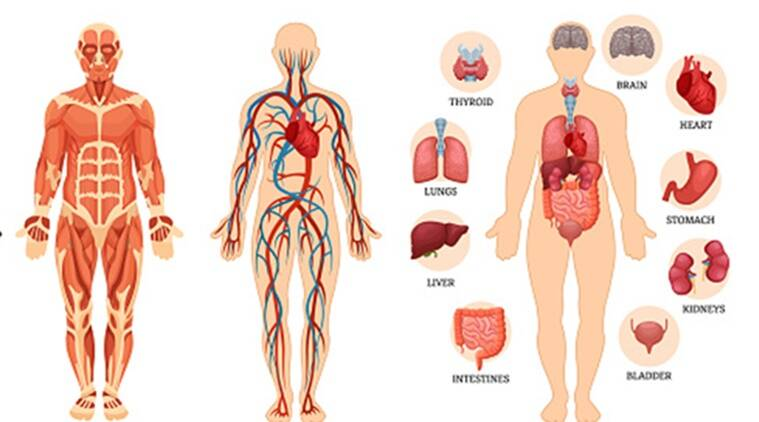 THYROID
BRAIN
HEART
LUNGS
STOMACH
LIVER
KIDNEYS
INTESTINES
BLADDER